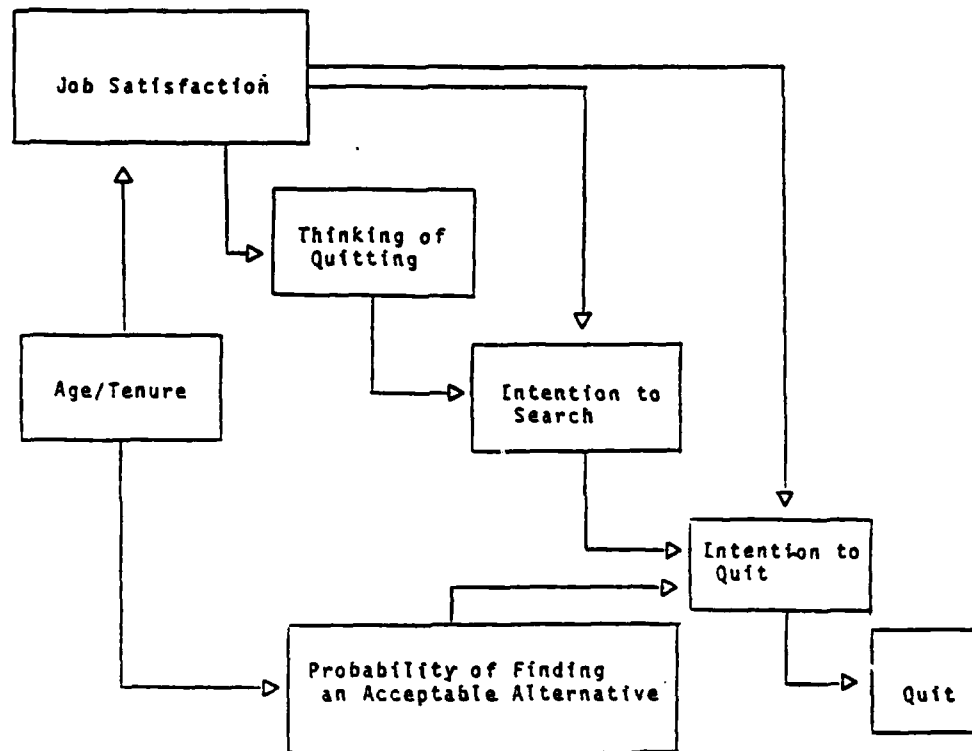 Job Satisfaction
Thinking of
Quitting
Age/Tenure
Intention to
Search
Intention to
Quit
Probability of Finding
an Acceptable Alternative
Quit